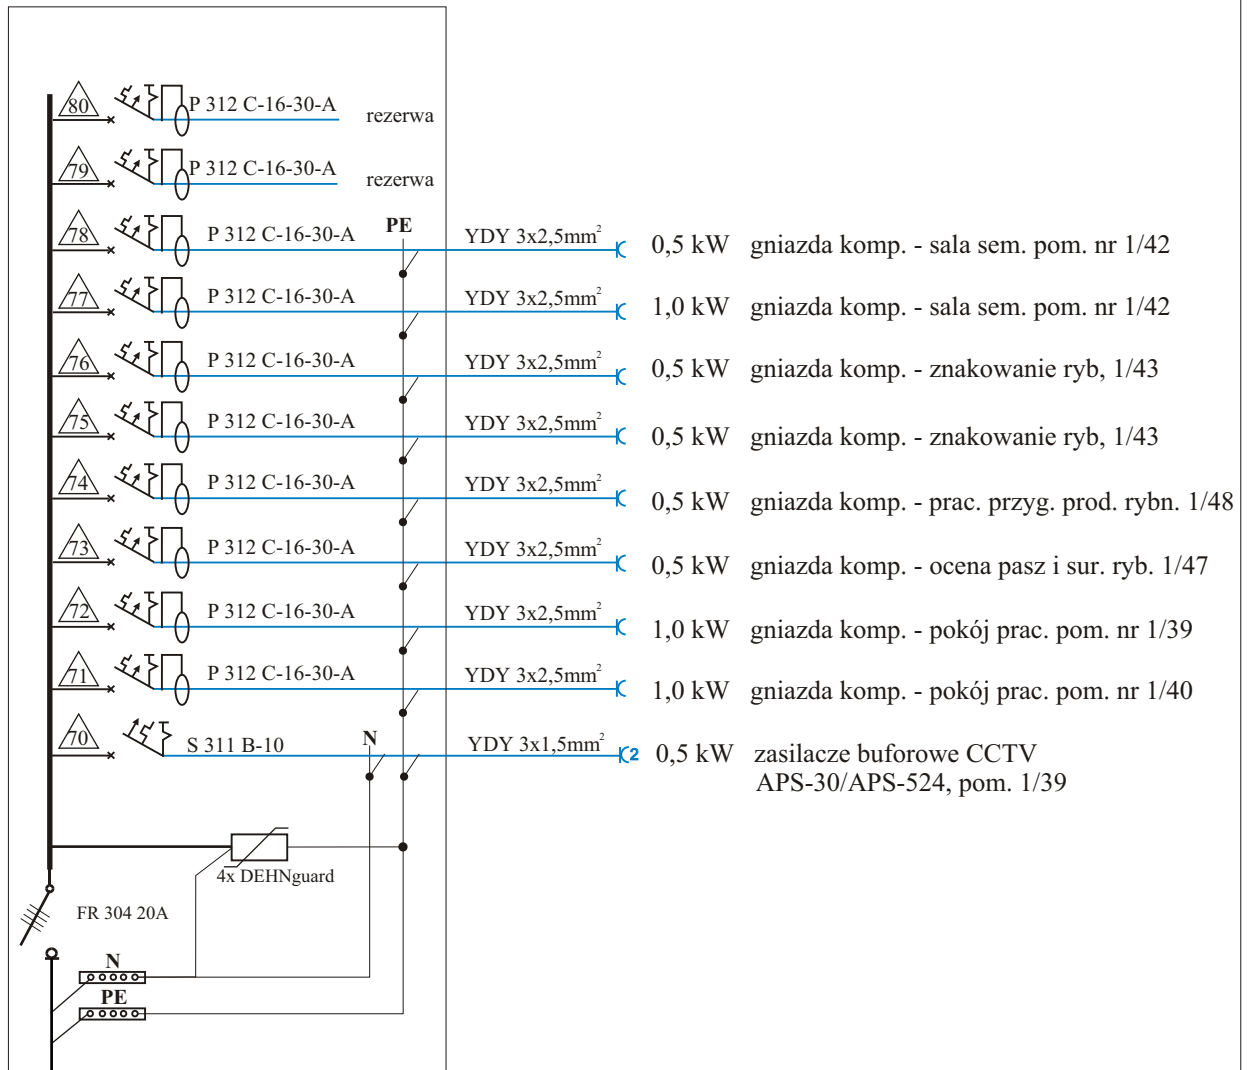 80 P 312 C-16-30-A rezerwa
79 P 312 C-16-30-A rezerwa
PE
78 P 312 C-16-30-A YDY 3x2,5mm² 0,5 kW gniazda komp. - sala sem. pom. nr 1/42
77 P 312 C-16-30-A YDY 3x2,5mm² 1,0 kW gniazda komp. - sala sem. pom. nr 1/42
76 P 312 C-16-30-A YDY 3x2,5mm² 0,5 kW gniazda komp. - znakowanie ryb, 1/43
75 P 312 C-16-30-A YDY 3x2,5mm² 0,5 kW gniazda komp. - znakowanie ryb, 1/43
74 P 312 C-16-30-A YDY 3x2,5mm² 0,5 kW gniazda komp. - prac. przyg. prod. rybn. 1/48
73 P 312 C-16-30-A YDY 3x2,5mm² 0,5 kW gniazda komp. - ocena pasz i sur. ryb. 1/47
72 P 312 C-16-30-A YDY 3x2,5mm² 1,0 kW gniazda komp. - pokój prac. pom. nr 1/39
71 P 312 C-16-30-A YDY 3x2,5mm² 1,0 kW gniazda komp. - pokój prac. pom. nr 1/40
70 S 311 B-10 N YDY 3x1,5mm² 2 0,5 kW zasilacze buforowe CCTV
APS-30/APS-524, pom. 1/39
4x DEHNguard
FR 304 20A
N
PE